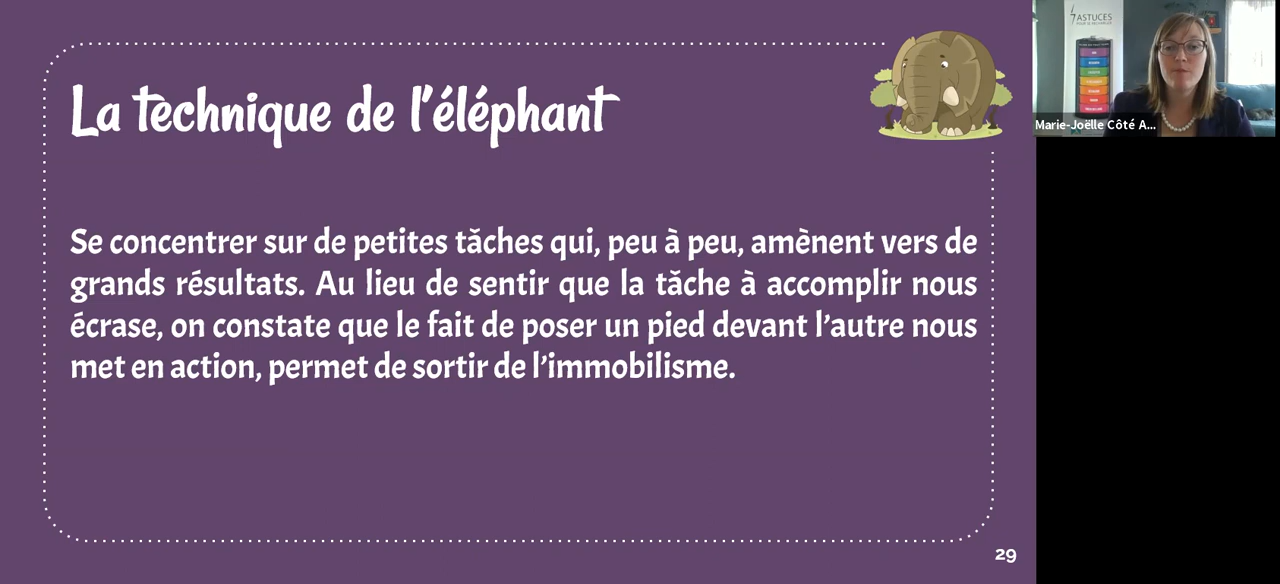 La technique de l'éléphant
Se concentrer sur de petites tâches qui, peu à peu, amènent vers de
grands résultats. Au lieu de sentir que la tâche à accomplir nous
écrase, on constate que le fait de poser un pied devant l'autre nous
met en action, permet de sortir de l'immobilisme.
29
7 ASTUCES
Marie-Joëlle Côté A...